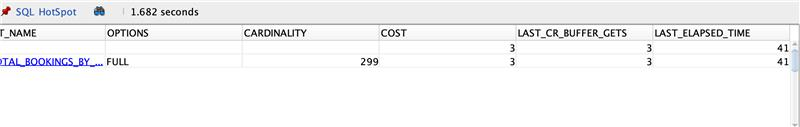 SQL HotSpot 1.682 seconds
T_NAME OPTIONS CARDINALITY COST LAST_CR_BUFFER_GETS LAST_ELAPSED_TIME
3 3 41
OTAL_BOOKINGS_BY_... FULL 299 3 3 41